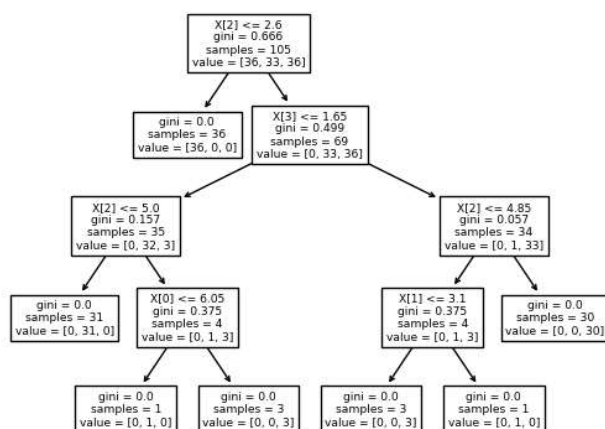 X[2] <= 2.6
gini = 0.666
samples = 105
value = [36, 33, 36]
gini = 0.0
samples = 36
value = [36, 0, 0]
X[3] <= 1.65
gini = 0.499
samples = 69
value = [0, 33, 36]
X[2] <= 5.0
gini = 0.157
samples = 35
value = [0, 32, 3]
X[2] <= 4.85
gini = 0.057
samples = 34
value = [0, 1, 33]
gini = 0.0
samples = 31
value = [0, 31, 0]
X[0] <= 6.05
gini = 0.375
samples = 4
value = [0, 1, 3]
X[1] <= 3.1
gini = 0.375
samples = 4
value = [0, 1, 3]
gini = 0.0
samples = 30
value = [0, 0, 30]
gini = 0.0
samples = 1
value = [0, 1, 0]
gini = 0.0
samples = 3
value = [0, 0, 3]
gini = 0.0
samples = 3
value = [0, 0, 3]
gini = 0.0
samples = 1
value = [0, 1, 0]